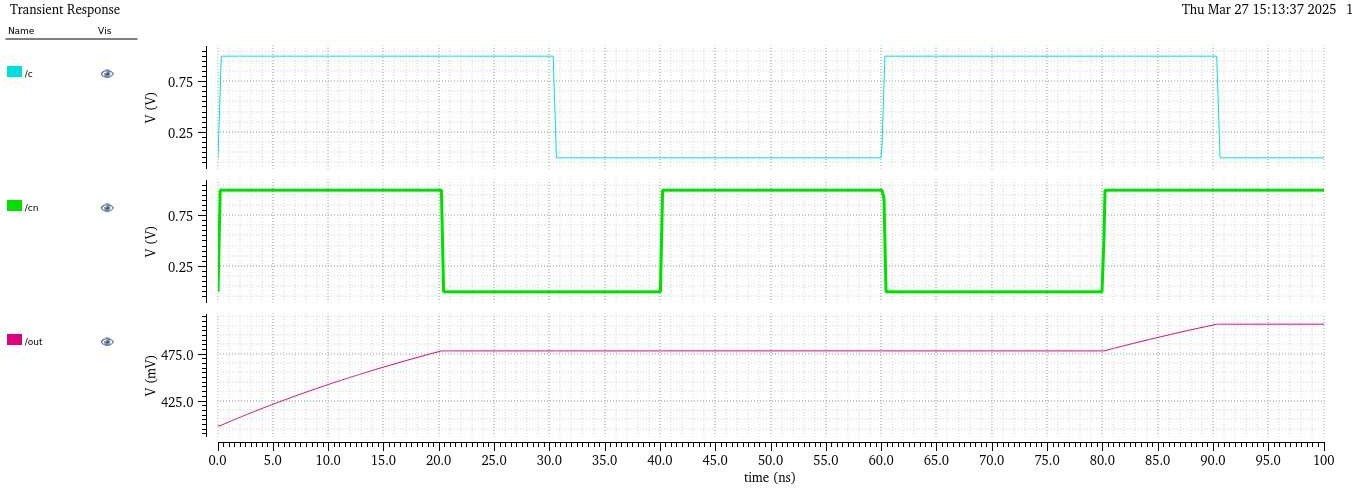 Transient Response
Thu Mar 27 15:13:37 2025 1
Name Vis
/c
V (V)
0.75
0.25
/cn
V (V)
0.75
0.25
/out
V (mV)
475.0
425.0
0.0 5.0 10.0 15.0 20.0 25.0 30.0 35.0 40.0 45.0 50.0 55.0 60.0 65.0 70.0 75.0 80.0 85.0 90.0 95.0 100
time (ns)